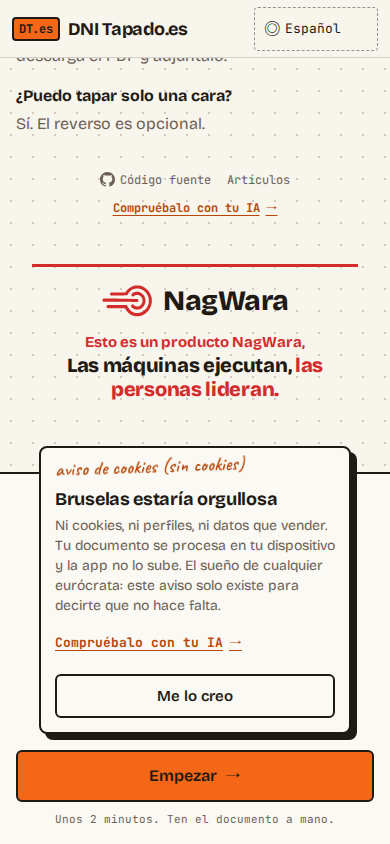 DT.es DNI Tapado.es Español
descarga el PDF y adjúntalo.
¿Puedo tapar solo una cara?
Sí. El reverso es opcional.
Código fuente Artículos
Compruébalo con tu IA →
NagWara
Esto es un producto NagWara,
Las máquinas ejecutan, las
personas lideran.
aviso de cookies (sin cookies)
Bruselas estaría orgullosa
Ni cookies, ni perfiles, ni datos que vender.
Tu documento se procesa en tu dispositivo
y la app no lo sube. El sueño de cualquier
eurócrata: este aviso solo existe para
decirte que no hace falta.
Compruébalo con tu IA →
Me lo creo
Empezar →
Unos 2 minutos. Ten el documento a mano.